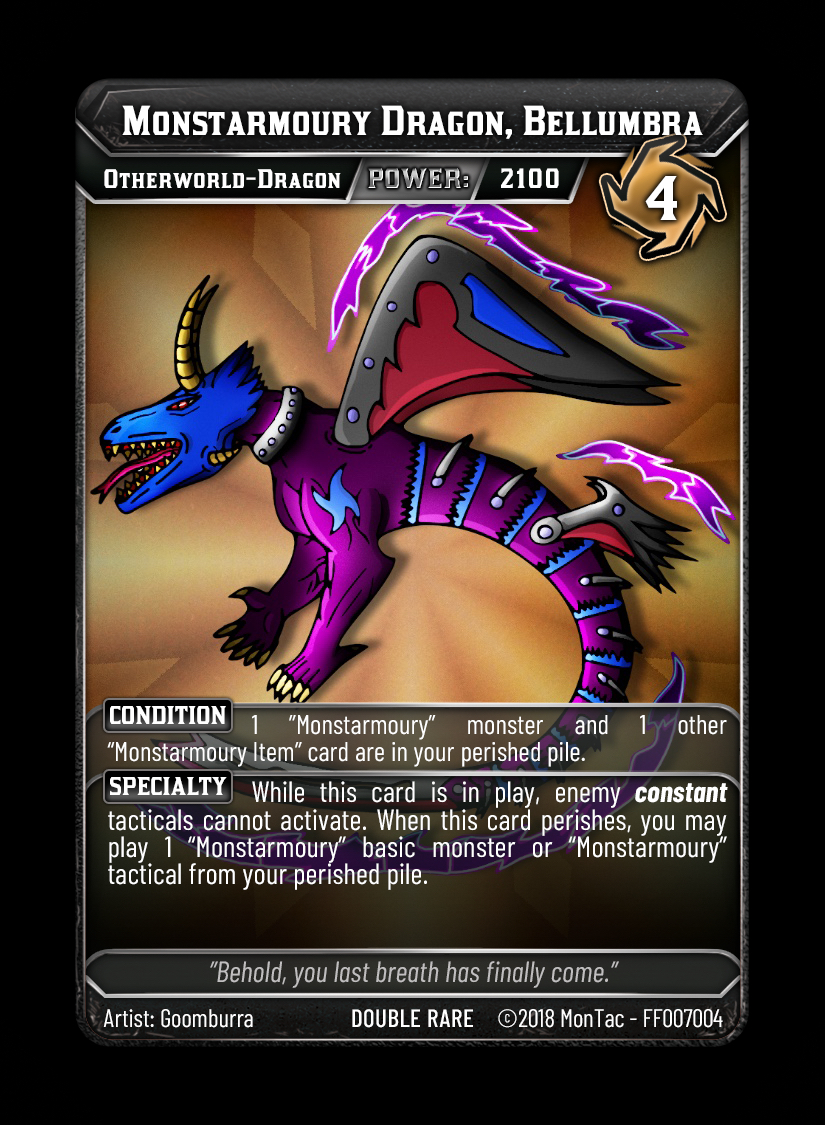 Monstarmoury Dragon, Bellumbra
Otherworld-Dragon POWER: 2100
4
CONDITION 1 "Monstarmoury" monster and 1 other
"Monstarmoury Item" card are in your perished pile.
SPECIALTY While this card is in play, enemy constant
tacticals cannot activate. When this card perishes, you may
play 1 "Monstarmoury" basic monster or "Monstarmoury"
tactical from your perished pile.
"Behold, you last breath has finally come."
Artist: Goomburra DOUBLE RARE ©2018 MonTac - FF007004